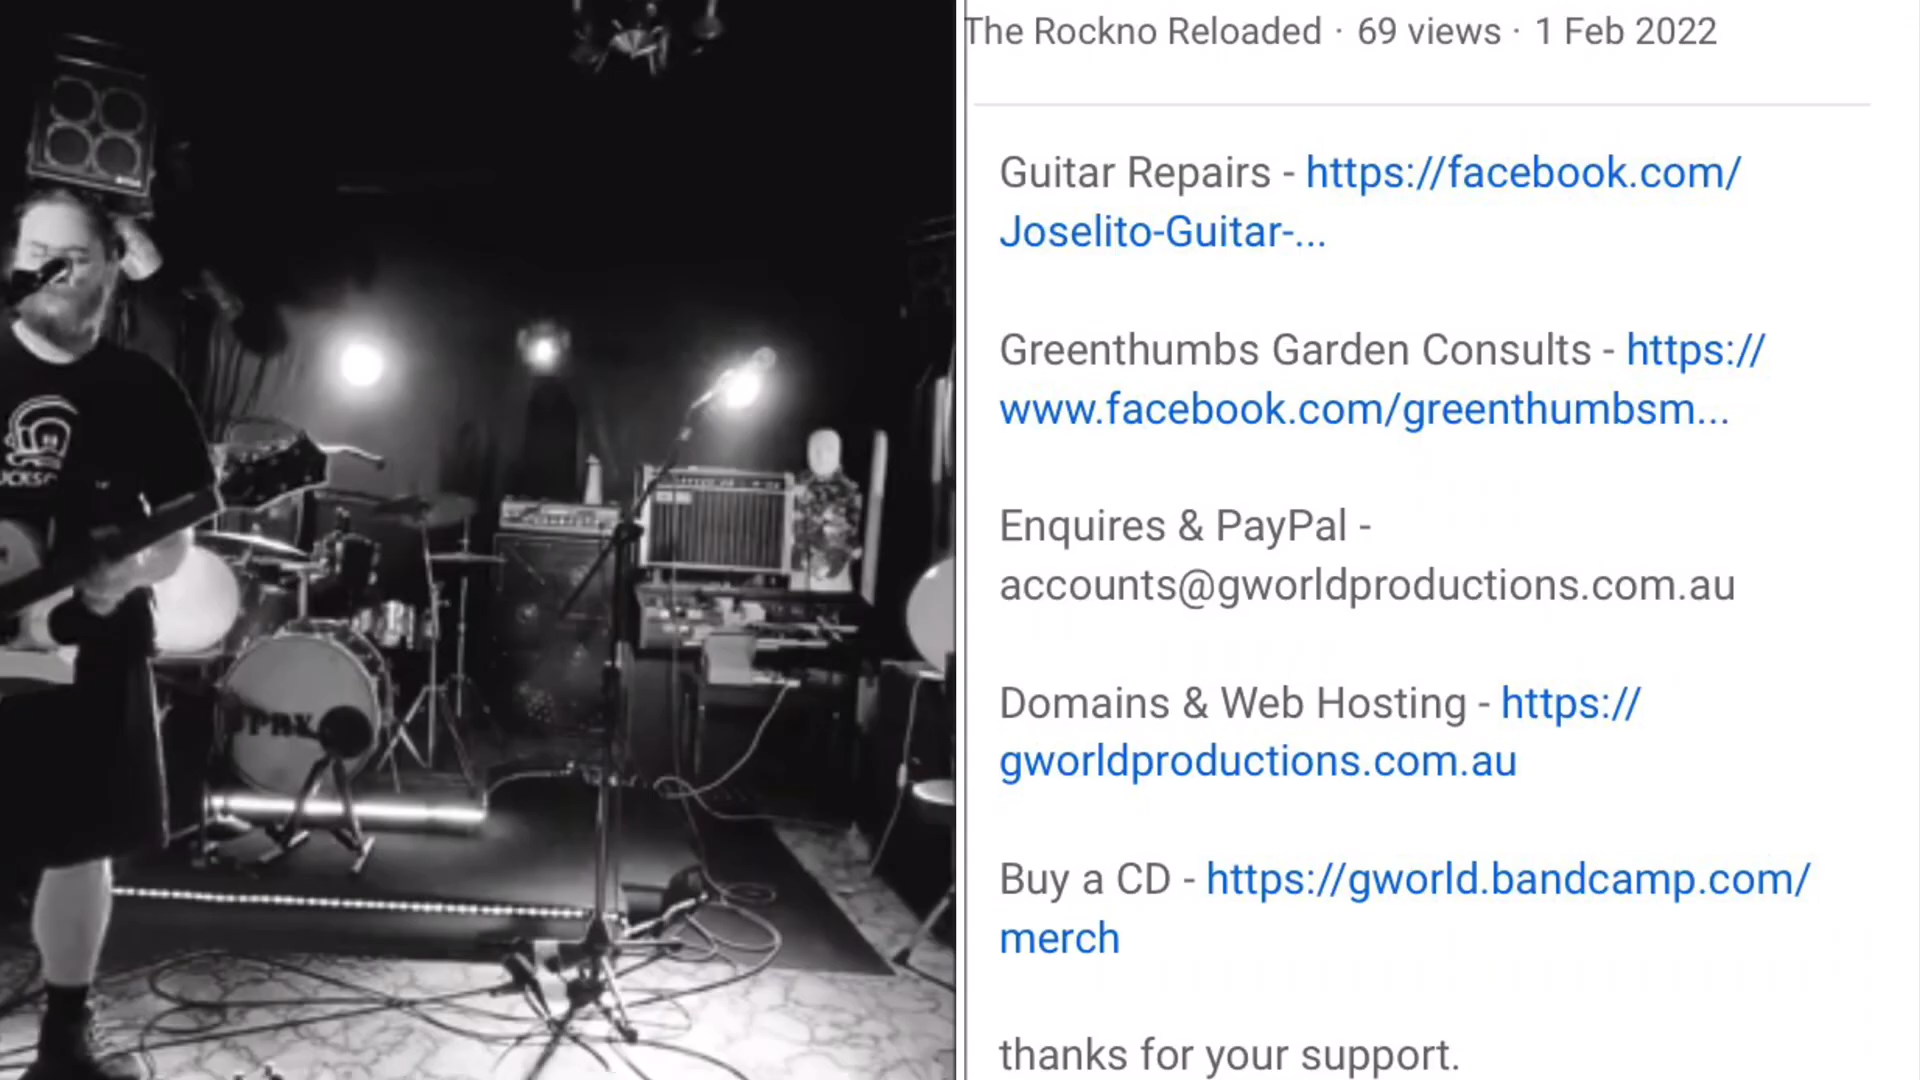 The Rockno Reloaded · 69 views · 1 Feb 2022
Guitar Repairs - https://facebook.com/
Joselito-Guitar-...
Greenthumbs Garden Consults - https://
www.facebook.com/greenthumbsm...
Enquires & PayPal -
accounts@gworldproductions.com.au
Domains & Web Hosting - https://
gworldproductions.com.au
Buy a CD - https://gworld.bandcamp.com/
merch
thanks for your support.